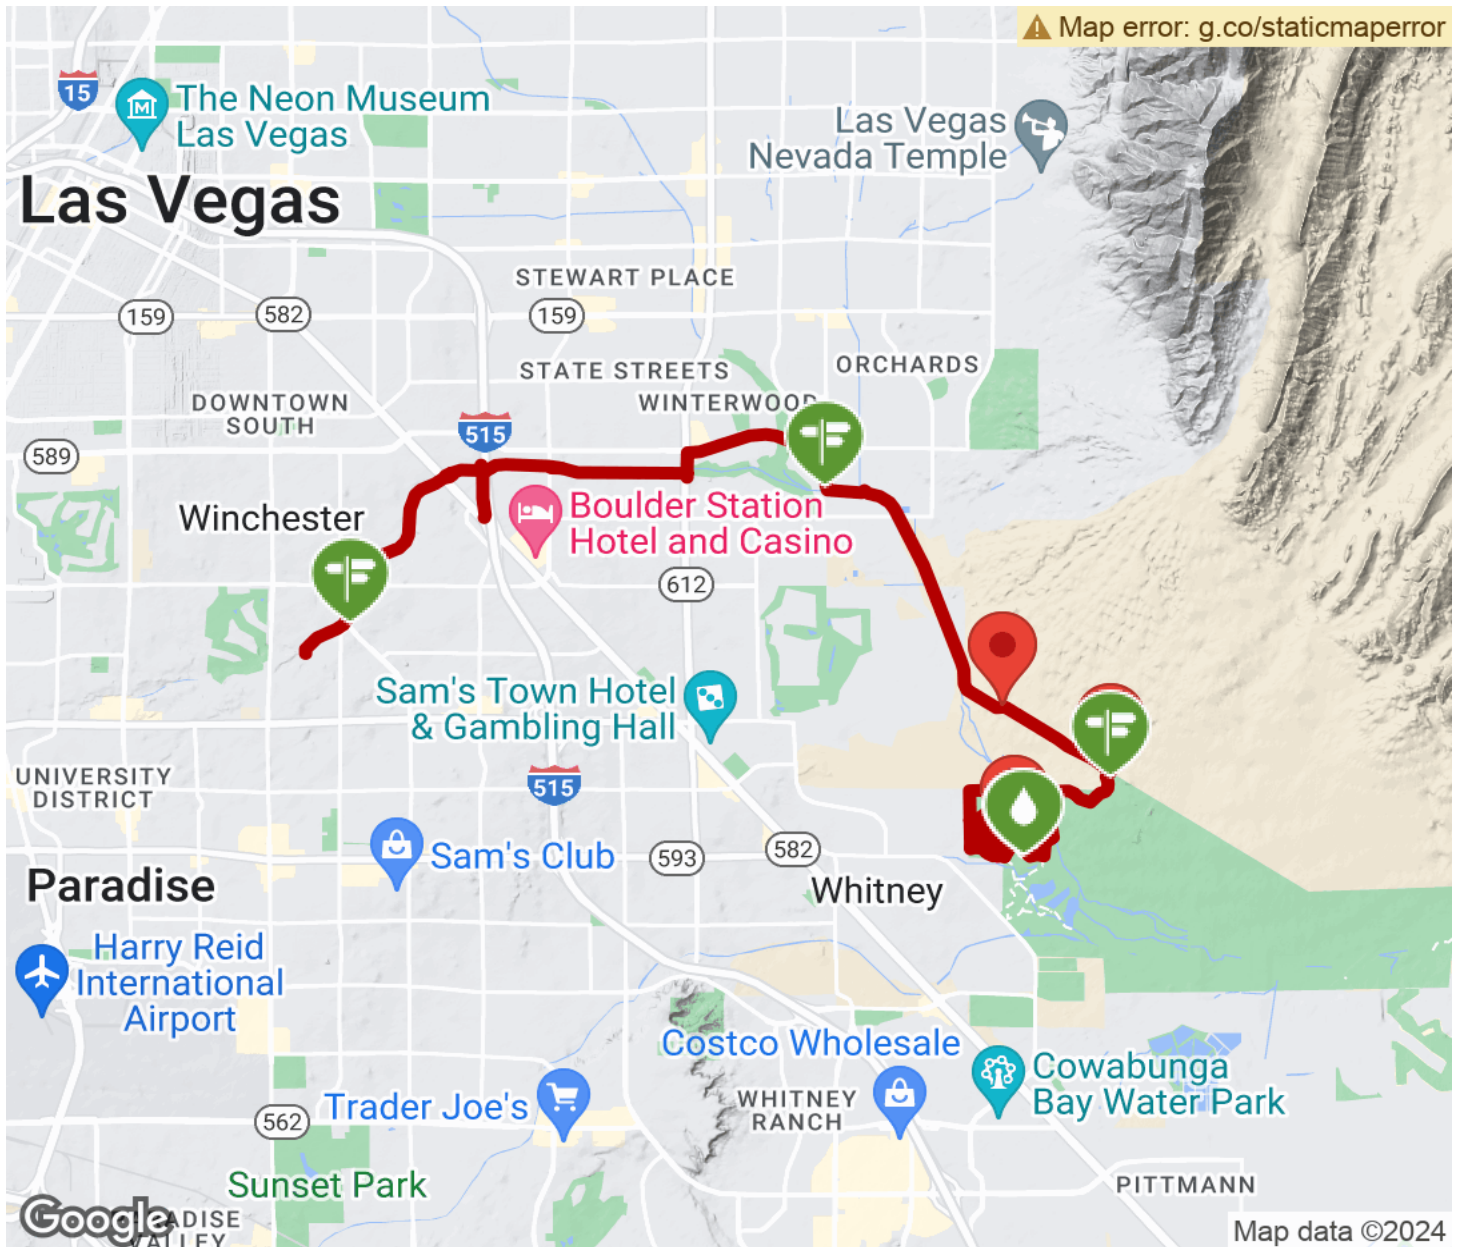 Map error: g.co/staticmaperror
15
The Neon Museum
Las Vegas
Las Vegas
Nevada Temple
Las Vegas
STEWART PLACE
159
582
159
STATE STREETS
ORCHARDS
DOWNTOWN
SOUTH
WINTERWOOD
515
589
Winchester
Boulder Station
Hotel and Casino
612
Sam's Town Hotel
& Gambling Hall
UNIVERSITY
DISTRICT
515
Sam's Club
593
582
Paradise
Whitney
Harry Reid
International
Airport
Costco Wholesale
Cowabunga
Bay Water Park
Trader Joe's
WHITNEY
RANCH
562
Sunset Park
PITTMANN
Google
PARADISE
VALLEY
Map data ©2024